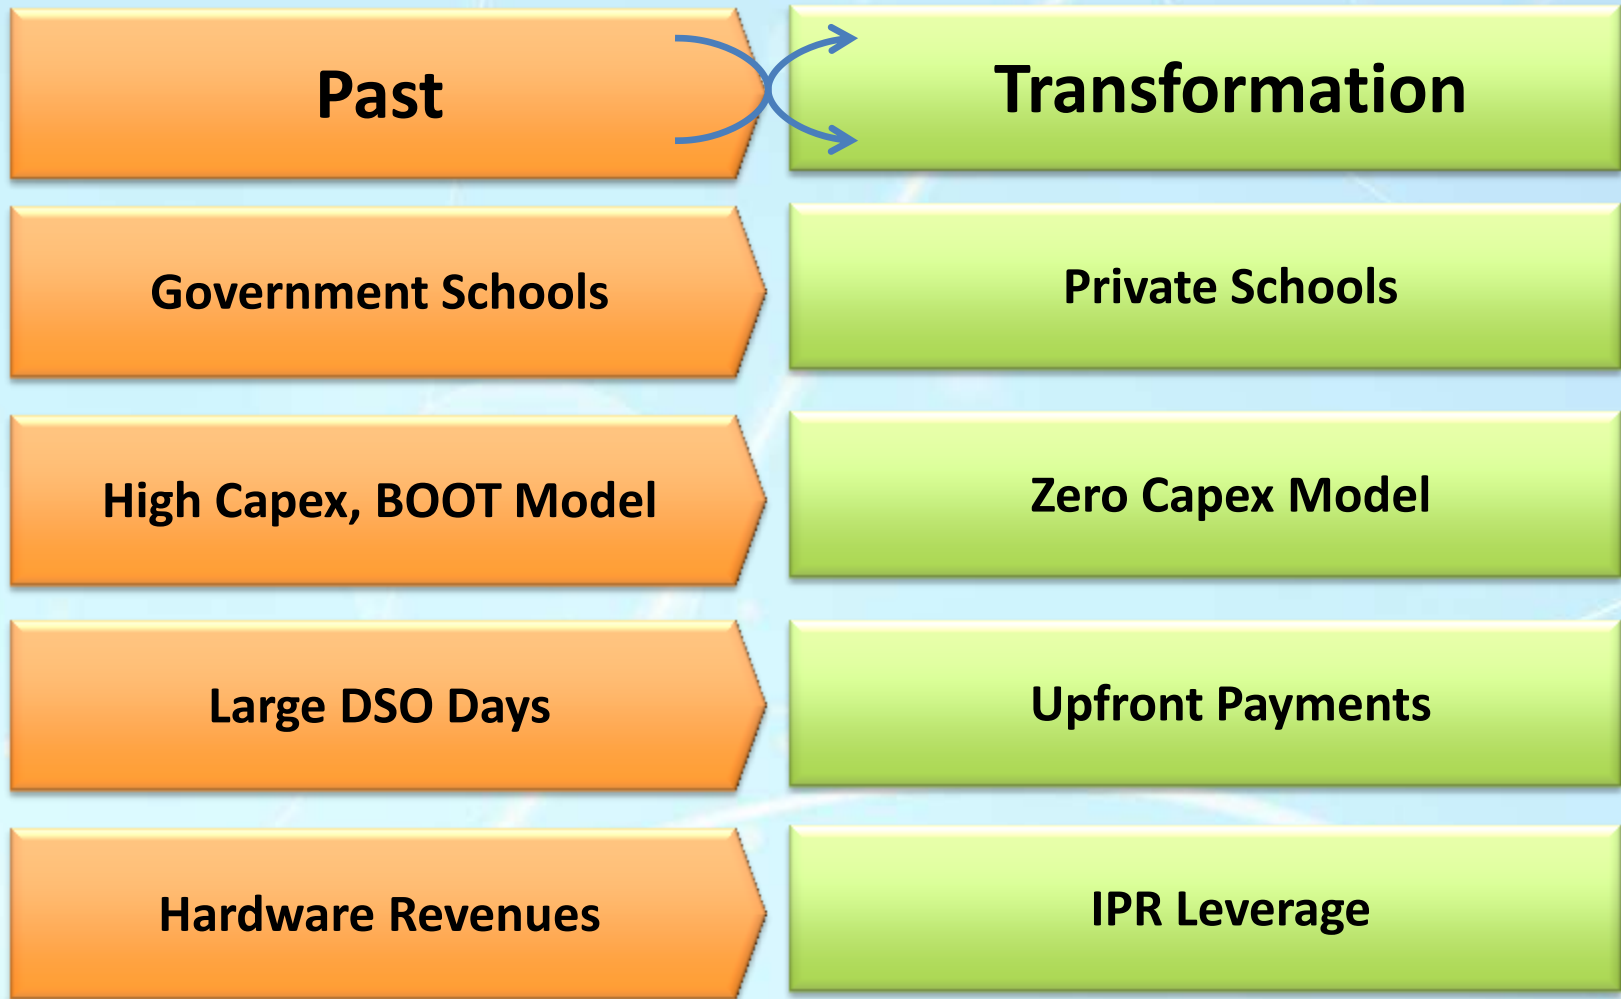 Past
Transformation
Government Schools
Private Schools
High Capex, BOOT Model
Zero Capex Model
Large DSO Days
Upfront Payments
Hardware Revenues
IPR Leverage